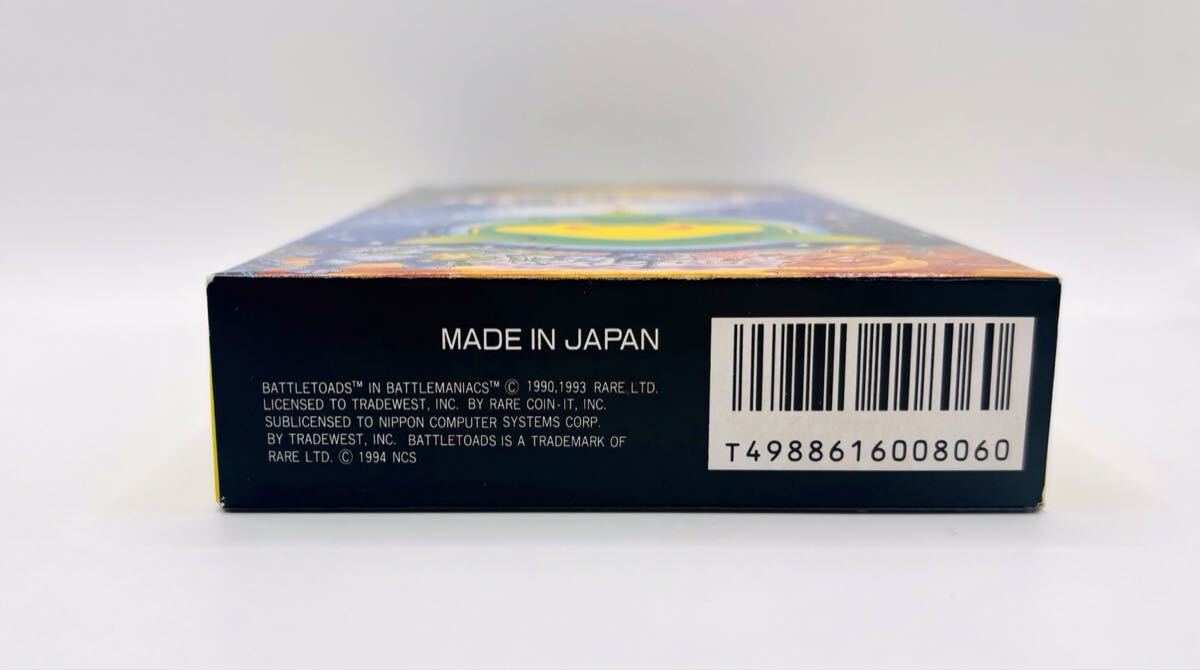 MADE IN JAPAN
BATTLETOADS™ IN BATTLEMANIACS™ © 1990,1993 RARE LTD.
LICENSED TO TRADEWEST, INC. BY RARE COIN-IT, INC.
SUBLICENSED TO NIPPON COMPUTER SYSTEMS CORP.
BY TRADEWEST, INC. BATTLETOADS IS A TRADEMARK OF
RARE LTD. © 1994 NCS
T4988616008060